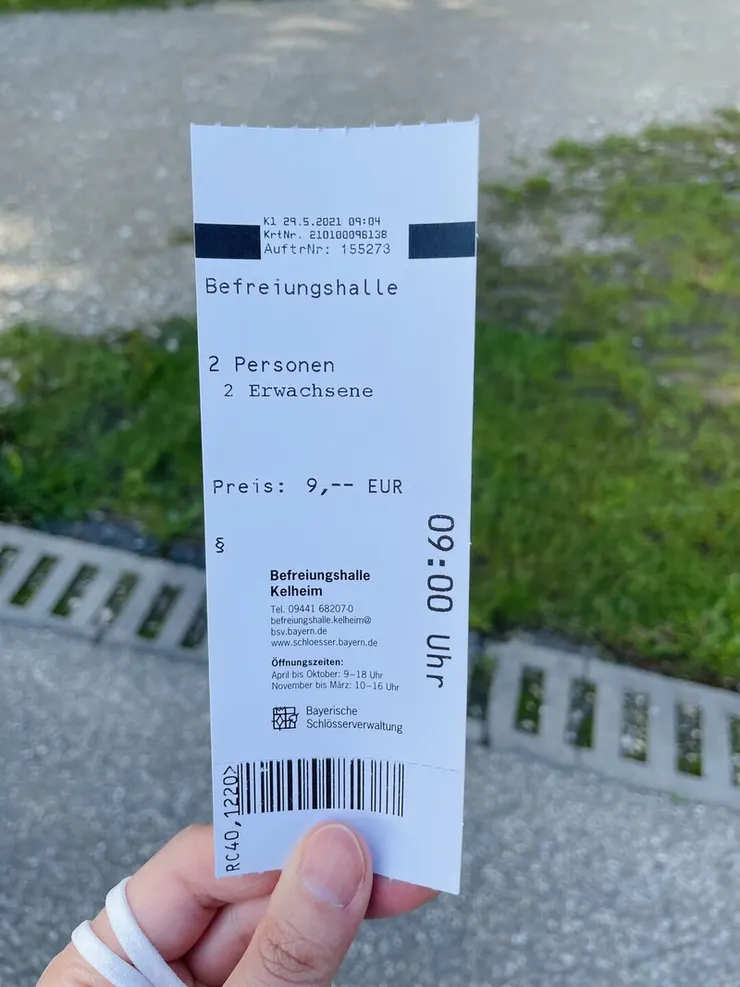 K1 29.5.2021 09:04
KrtNr. 210100096138
AuftrNr: 155273
Befreiungshalle
2 Personen
2 Erwachsene
Preis: 9,-- EUR
09:00 Uhr
§
Befreiungshalle
Kelheim
Tel. 09441 68207-0
befreiungshalle.kelheim@
bsv.bayern.de
www.schloesser.bayern.de
Öffnungszeiten:
April bis Oktober: 9–18 Uhr
November bis März: 10–16 Uhr
Bayerische
Schlösserverwaltung
RC40,1220>